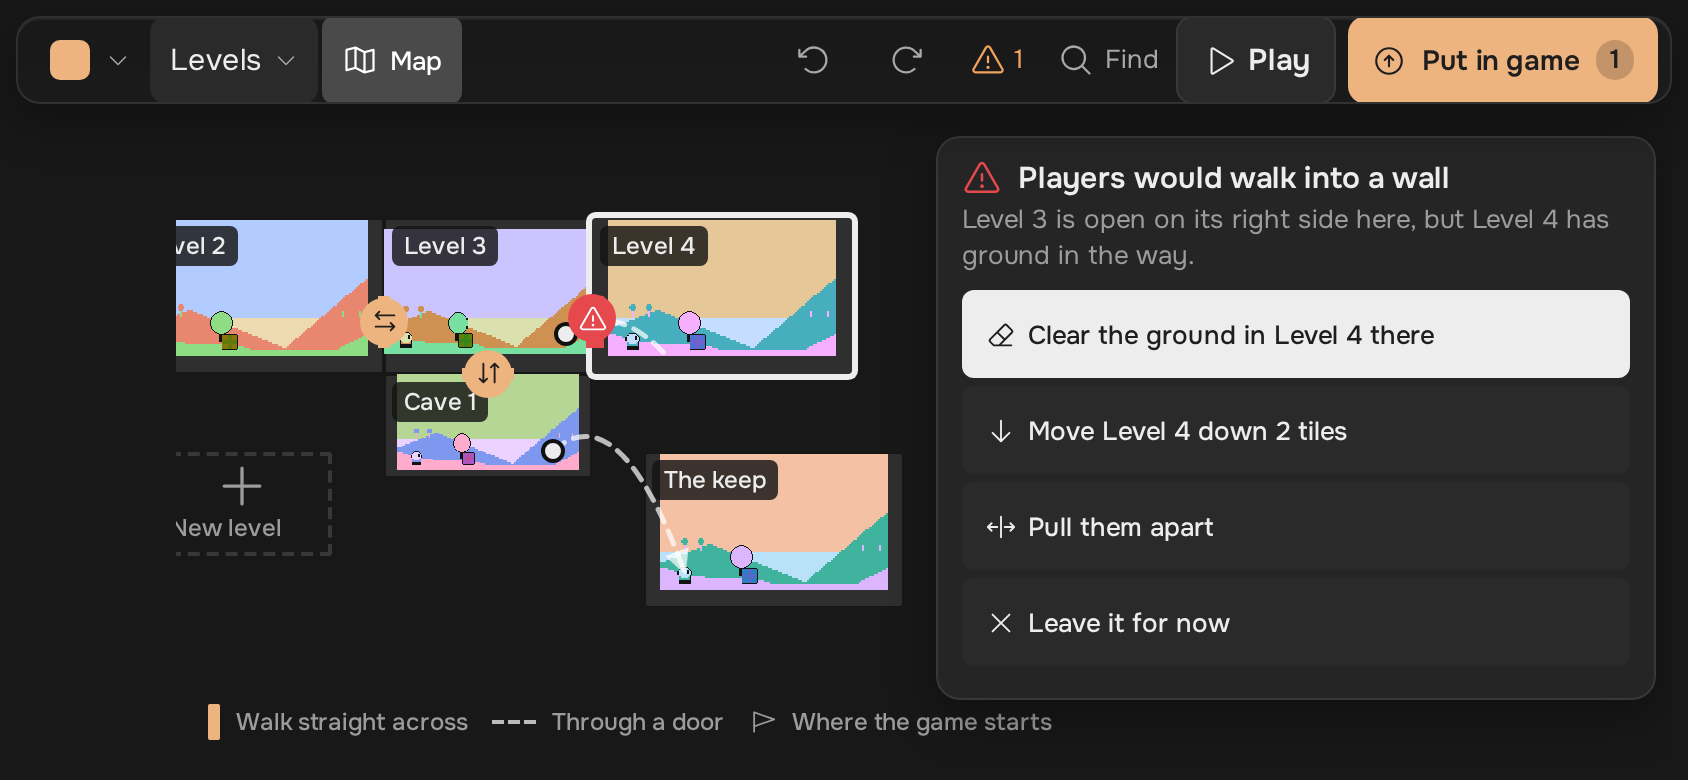 Levels
Map
1
Find
Play
Put in game
1
vel 2
Level 3
Level 4
Cave 1
The keep
New level
Players would walk into a wall
Level 3 is open on its right side here, but Level 4 has
ground in the way.
Clear the ground in Level 4 there
Move Level 4 down 2 tiles
Pull them apart
Leave it for now
Walk straight across
Through a door
Where the game starts